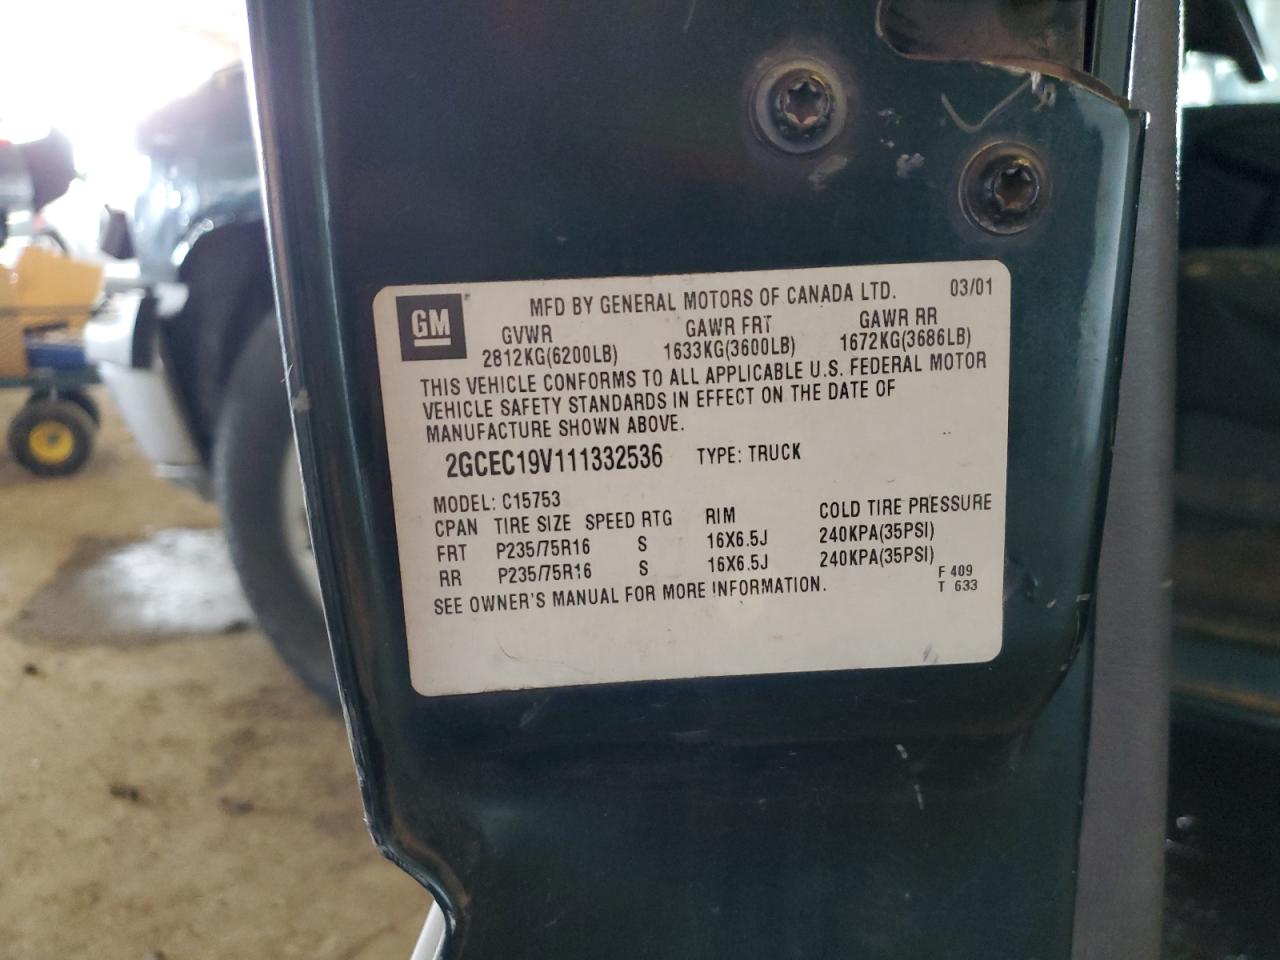 GM
MFD BY GENERAL MOTORS OF CANADA LTD. 03/01
GVWR GAWR FRT GAWR RR
2812KG(6200LB) 1633KG(3600LB) 1672KG(3686LB)
THIS VEHICLE CONFORMS TO ALL APPLICABLE U.S. FEDERAL MOTOR
VEHICLE SAFETY STANDARDS IN EFFECT ON THE DATE OF
MANUFACTURE SHOWN ABOVE.
2GCEC19V111332536 TYPE: TRUCK
MODEL: C15753
CPAN TIRE SIZE SPEED RTG RIM COLD TIRE PRESSURE
FRT P235/75R16 S 16X6.5J 240KPA(35PSI)
RR P235/75R16 S 16X6.5J 240KPA(35PSI)
SEE OWNER'S MANUAL FOR MORE INFORMATION. F 409
T 633